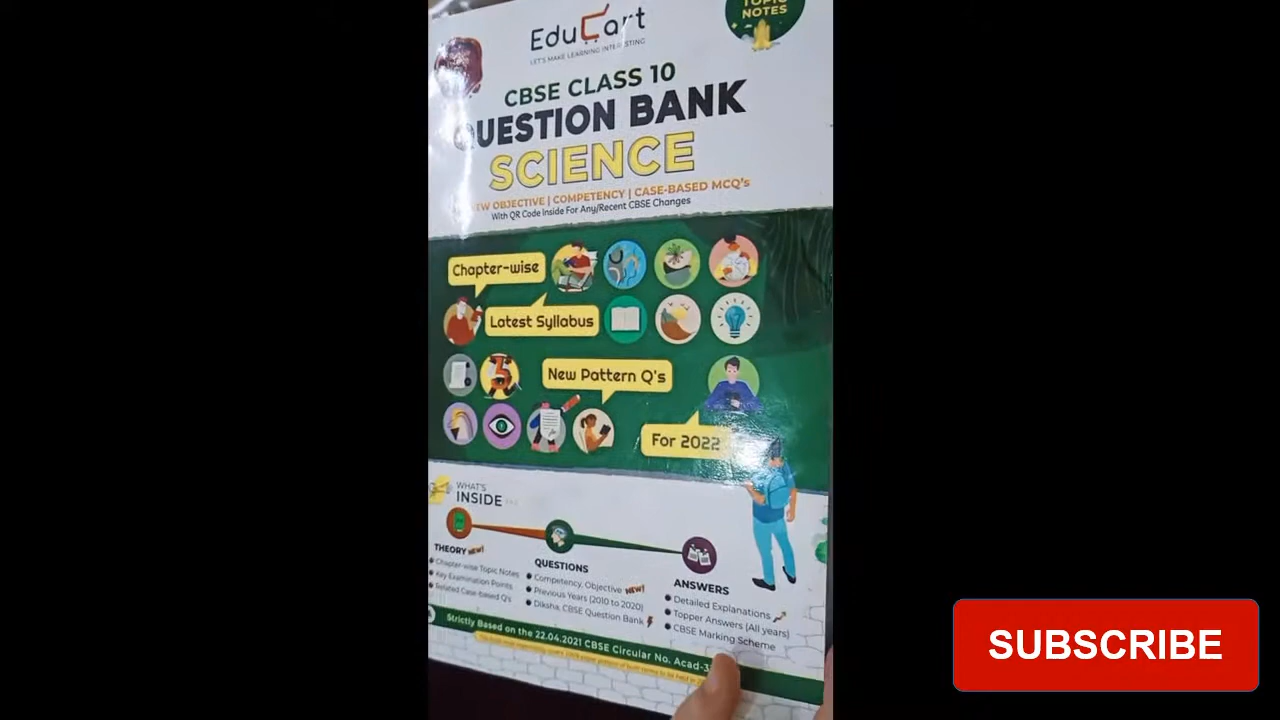 TOPIC
NOTES
EduCart
LET'S MAKE LEARNING INTERESTING
CBSE CLASS 10
QUESTION BANK
SCIENCE
NEW OBJECTIVE | COMPETENCY | CASE-BASED MCQ's
With QR Code Inside For Any/Recent CBSE Changes
Chapter-wise
Latest Syllabus
New Pattern Q's
For 2022
WHAT'S
INSIDE
THEORY NEW!
Chapter-wise Topic Notes
Key Examination Points
Related Case-based Q's
QUESTIONS
Competency, Objective NEW!
Previous Years (2010 to 2020)
Diksha, CBSE Question Bank
ANSWERS
Detailed Explanations
Topper Answers (All years)
CBSE Marking Scheme
Strictly Based on the 22.04.2021 CBSE Circular No. Acad-3
SUBSCRIBE